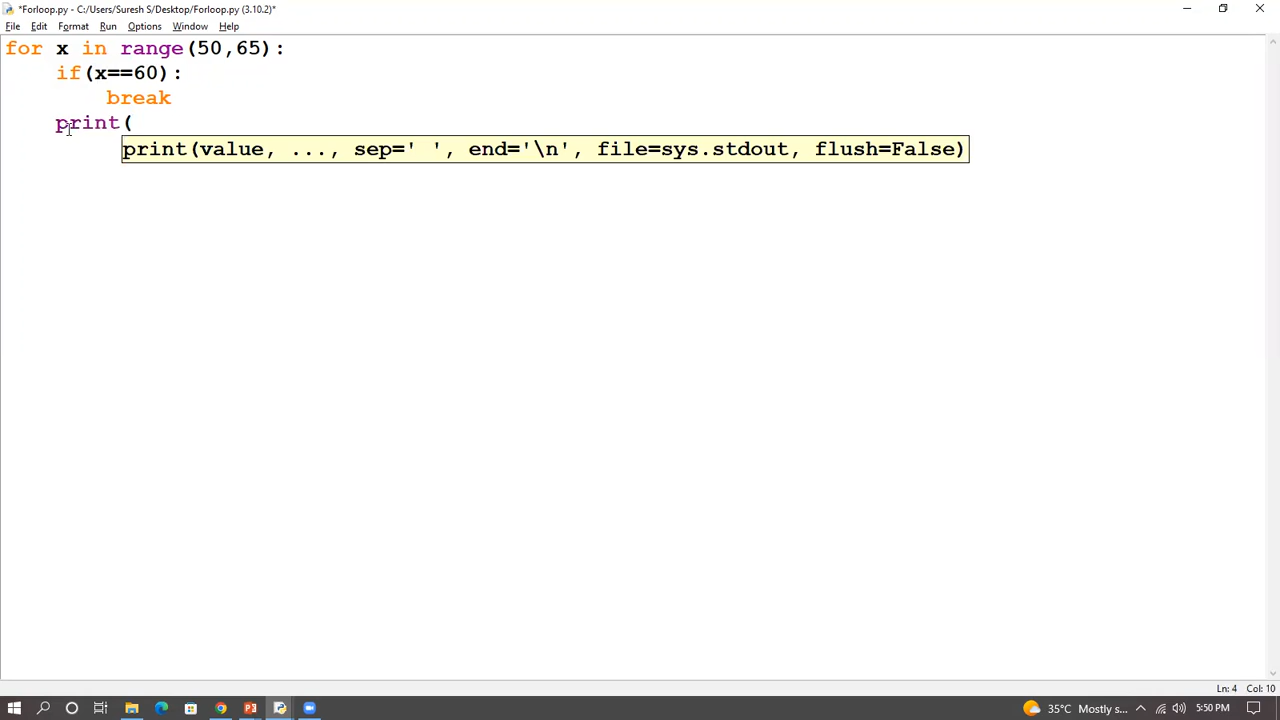 *Forloop.py - C:/Users/Suresh S/Desktop/Forloop.py (3.10.2)*
File Edit Format Run Options Window Help
for x in range(50,65):
    if(x==60):
        break
    print(
print(value, ..., sep=' ', end='\n', file=sys.stdout, flush=False)
Ln: 4 Col: 10
35°C Mostly s... 5:50 PM